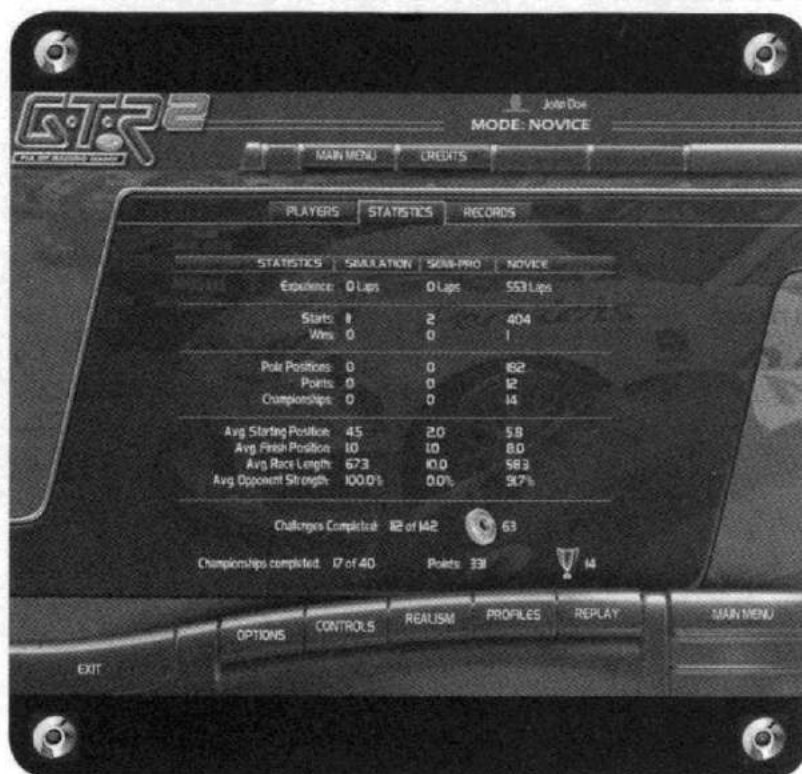 GTR2
FIA GT RACING GAME
John Doe
MODE: NOVICE
MAIN MENU CREDITS
PLAYERS STATISTICS RECORDS
STATISTICS SIMULATION SEMI-PRO NOVICE
Experience: 0 Laps 0 Laps 553 Laps
Starts: 11 2 404
Wins: 0 0 1
Pole Positions: 0 0 182
Points: 0 0 12
Championships: 0 0 14
Avg. Starting Position: 4.5 2.0 5.8
Avg. Finish Position: 1.0 1.0 8.0
Avg. Race Length: 67.3 10.0 58.3
Avg. Opponent Strength: 100.0% 0.0% 91.7%
Challenges Completed: 112 of 142 63
Championships completed: 17 of 40 Points: 331 14
EXIT OPTIONS CONTROLS REALISM PROFILES REPLAY MAIN MENU